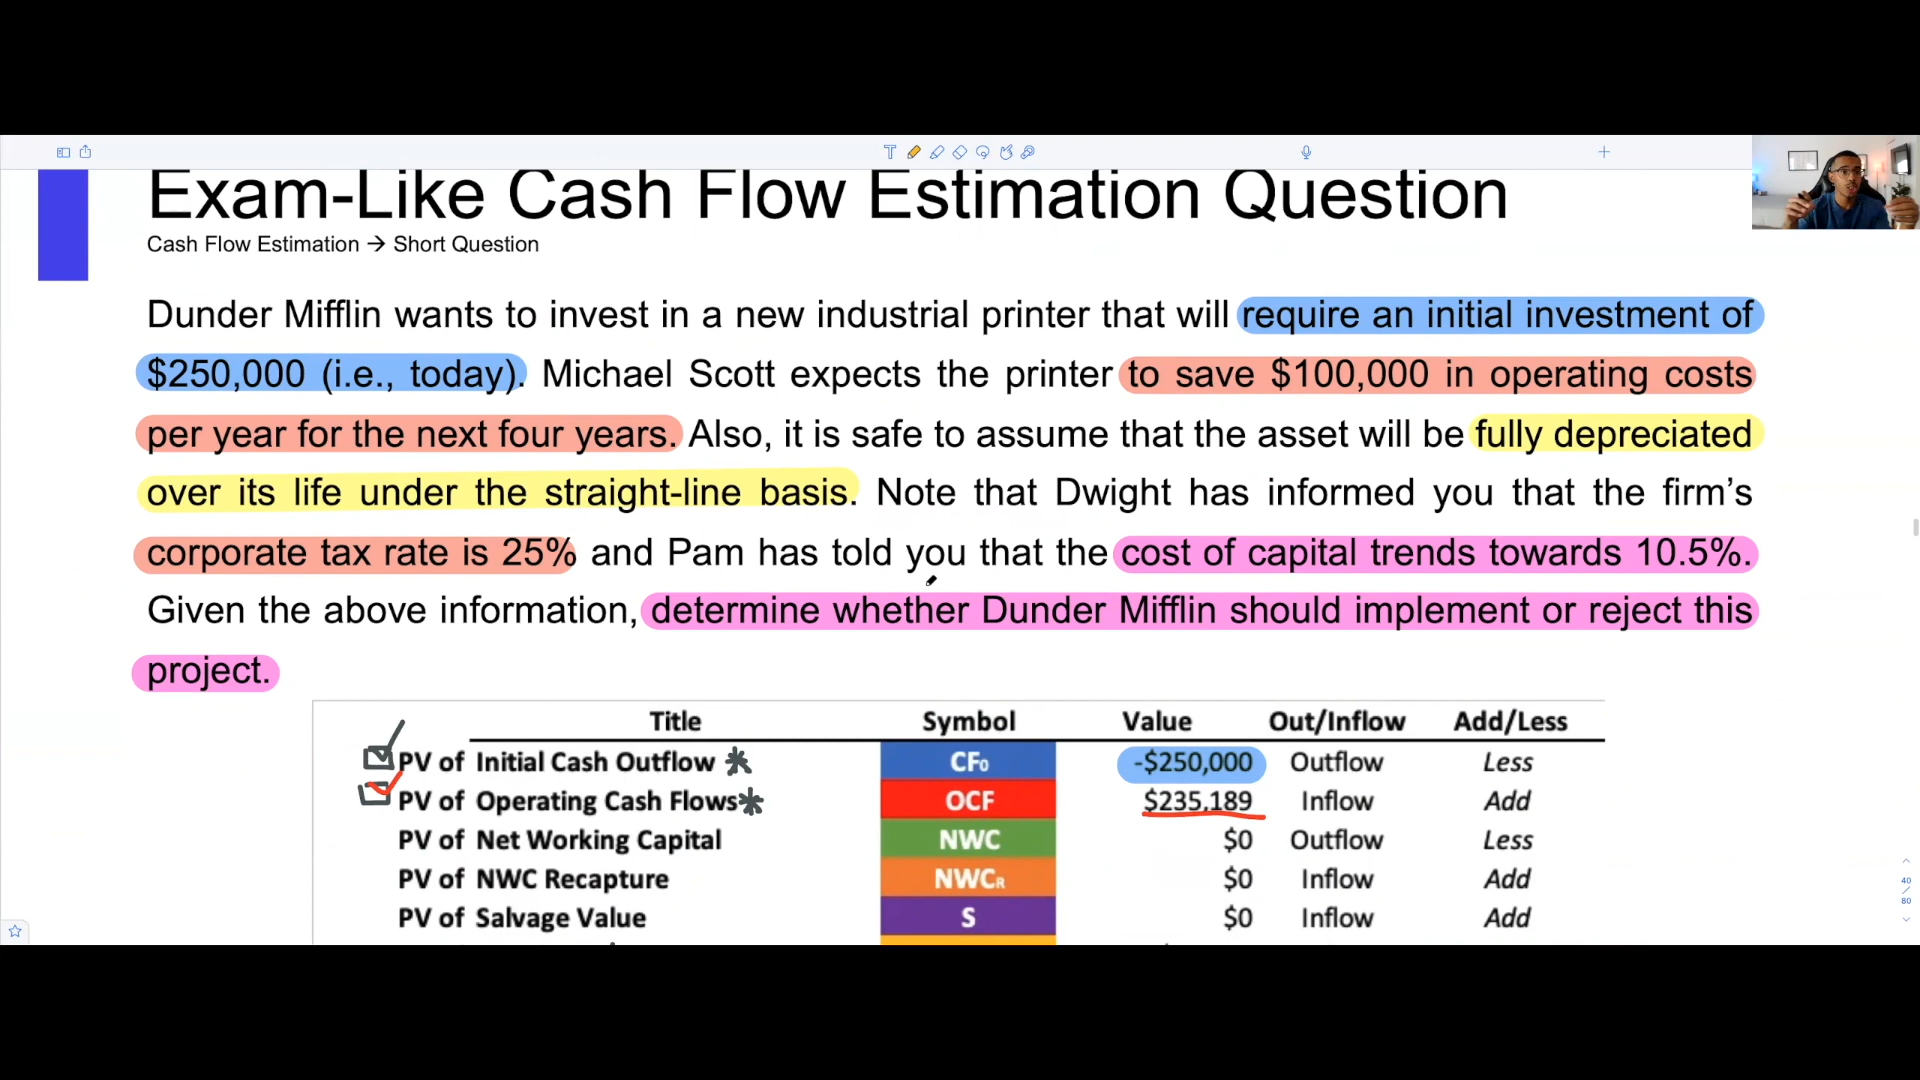 Exam-Like Cash Flow Estimation Question
Cash Flow Estimation → Short Question
Dunder Mifflin wants to invest in a new industrial printer that will require an initial investment of
$250,000 (i.e., today). Michael Scott expects the printer to save $100,000 in operating costs
per year for the next four years. Also, it is safe to assume that the asset will be fully depreciated
over its life under the straight-line basis. Note that Dwight has informed you that the firm's
corporate tax rate is 25% and Pam has told you that the cost of capital trends towards 10.5%.
Given the above information, determine whether Dunder Mifflin should implement or reject this
project.
Title Symbol Value Out/Inflow Add/Less
PV of Initial Cash Outflow * CF₀ -$250,000 Outflow Less
PV of Operating Cash Flows* OCF $235,189 Inflow Add
PV of Net Working Capital NWC $0 Outflow Less
PV of NWC Recapture NWCR $0 Inflow Add
PV of Salvage Value S $0 Inflow Add
40
/
80